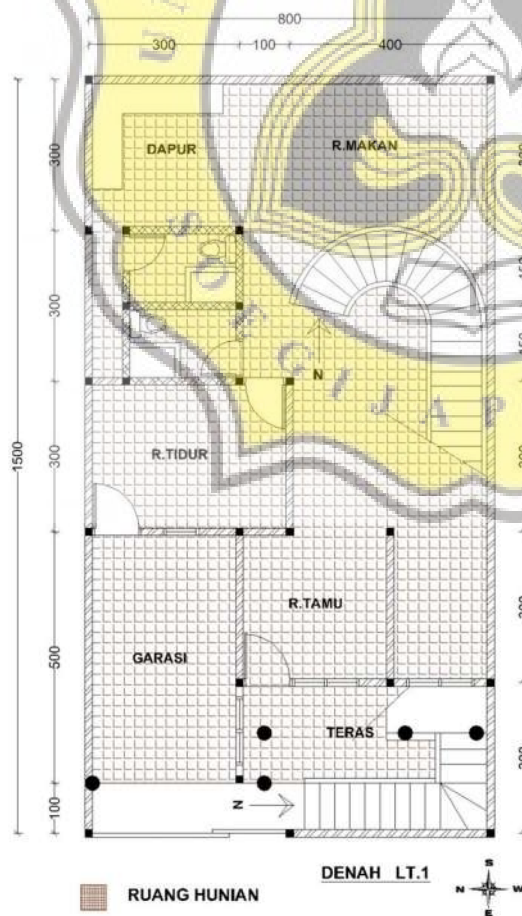 800
300 100 400
300
DAPUR
R.MAKAN
300
SOEGIJAP
N
1500
300
R.TIDUR
R.TAMU
GARASI
500
TERAS
100
N
DENAH LT.1
RUANG HUNIAN
S
N W
E